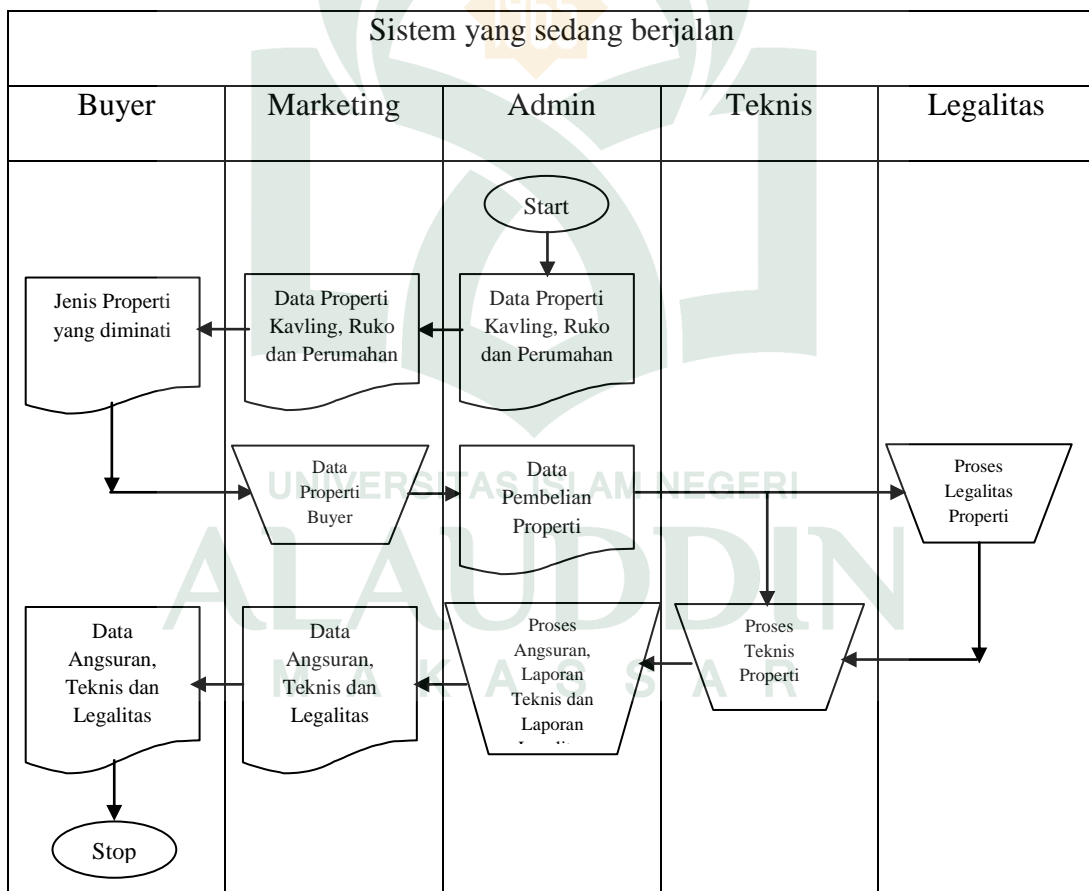 1965
Sistem yang sedang berjalan
Buyer
Marketing
Admin
Teknis
Legalitas
Start
Jenis Properti
yang diminati
Data Properti
Kavling, Ruko
dan Perumahan
Data Properti
Kavling, Ruko
dan Perumahan
Data
Properti
Buyer
Data
Pembelian
Properti
Proses
Legalitas
Properti
UNIVERSITAS ISLAM NEGERI
ALAUDDIN
MAKASSAR
Data
Angsuran,
Teknis dan
Legalitas
Data
Angsuran,
Teknis dan
Legalitas
Proses
Angsuran,
Laporan
Teknis dan
Laporan
Proses
Teknis
Properti
Stop